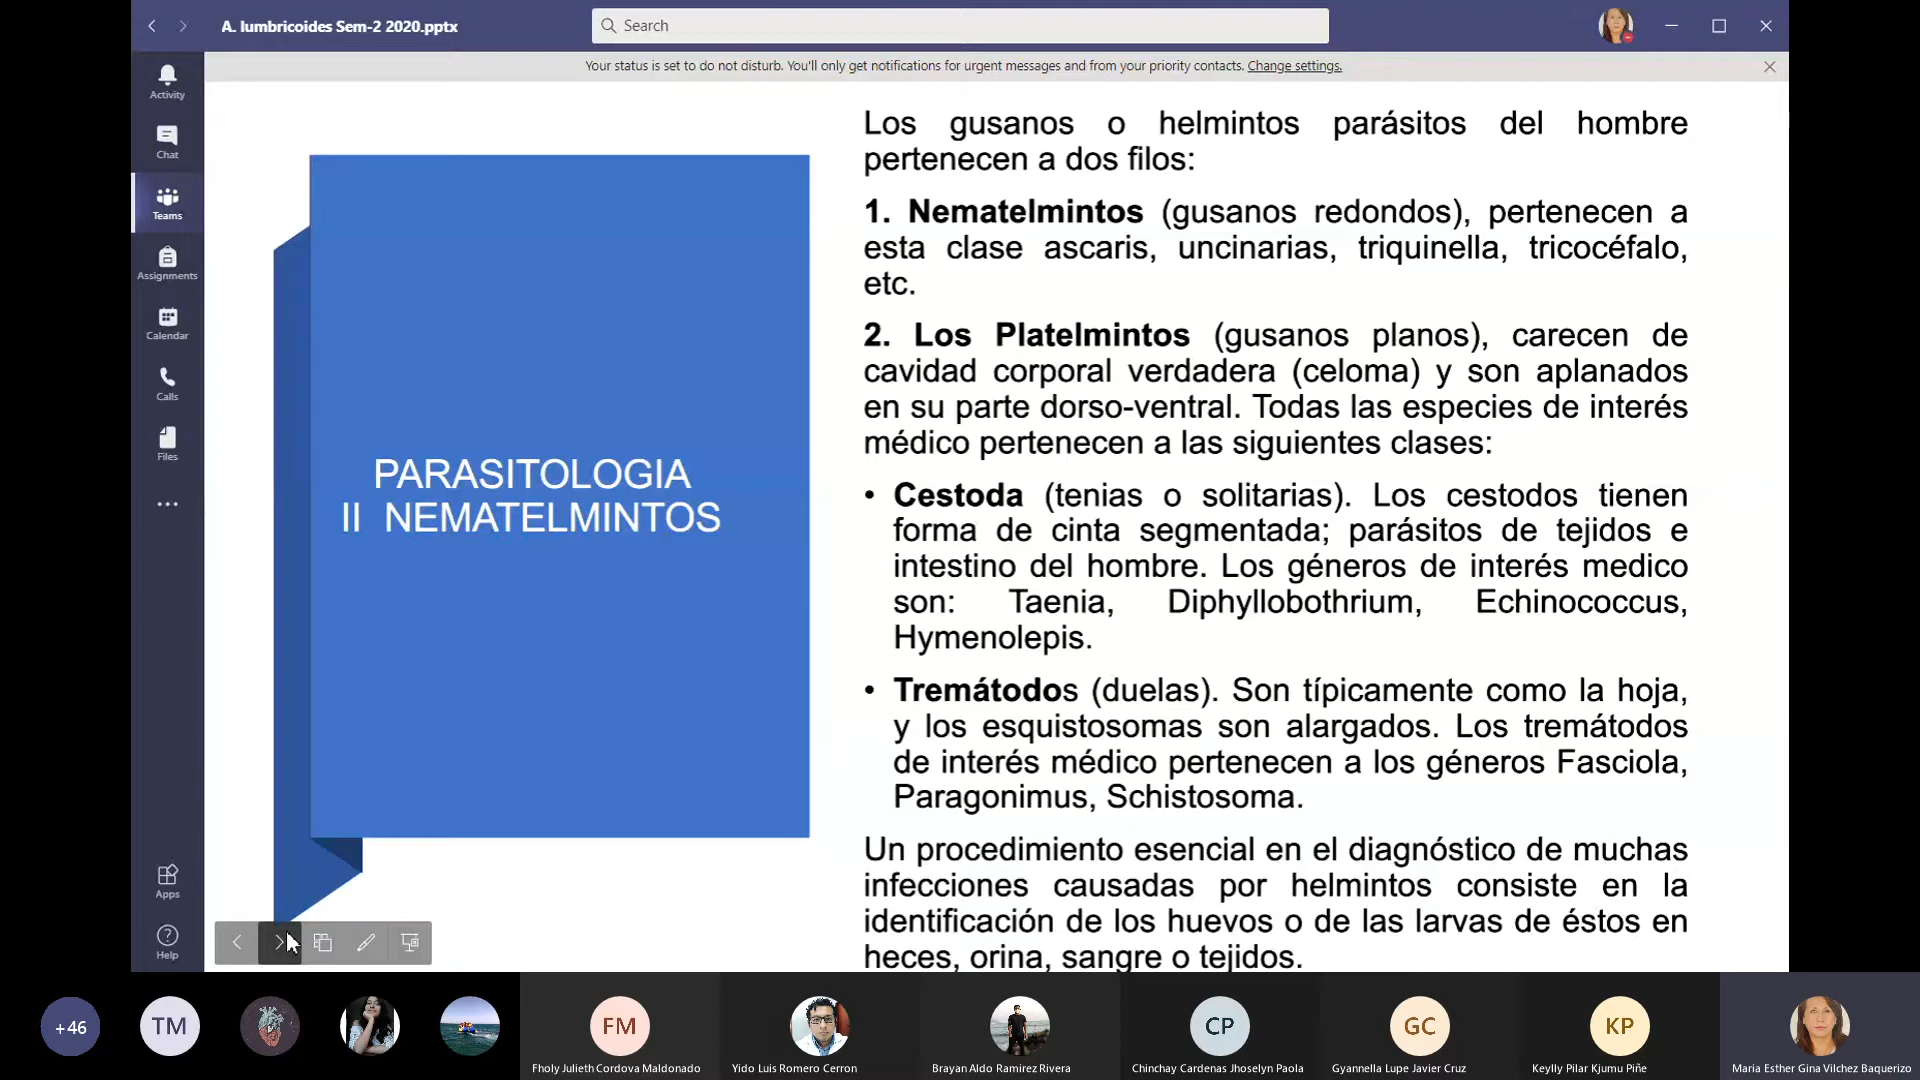 A. lumbricoides Sem-2 2020.pptx
Search
Your status is set to do not disturb. You'll only get notifications for urgent messages and from your priority contacts. Change settings.
Activity
Chat
Teams
Assignments
Calendar
Calls
Files
Apps
Help
PARASITOLOGIA
II NEMATELMINTOS
Los gusanos o helmintos parásitos del hombre
pertenecen a dos filos:
1. Nematelmintos (gusanos redondos), pertenecen a
esta clase ascaris, uncinarias, triquinella, tricocéfalo,
etc.
2. Los Platelmintos (gusanos planos), carecen de
cavidad corporal verdadera (celoma) y son aplanados
en su parte dorso-ventral. Todas las especies de interés
médico pertenecen a las siguientes clases:
• Cestoda (tenias o solitarias). Los cestodos tienen
forma de cinta segmentada; parásitos de tejidos e
intestino del hombre. Los géneros de interés medico
son: Taenia, Diphyllobothrium, Echinococcus,
Hymenolepis.
• Tremátodos (duelas). Son típicamente como la hoja,
y los esquistosomas son alargados. Los tremátodos
de interés médico pertenecen a los géneros Fasciola,
Paragonimus, Schistosoma.
Un procedimiento esencial en el diagnóstico de muchas
infecciones causadas por helmintos consiste en la
identificación de los huevos o de las larvas de éstos en
heces, orina, sangre o tejidos.
+46
TM
FM
CP
GC
KP
Fholy Julieth Cordova Maldonado
Yido Luis Romero Cerron
Brayan Aldo Ramirez Rivera
Chinchay Cardenas Jhoselyn Paola
Gyannella Lupe Javier Cruz
Keylly Pilar Kjumu Piñe
Maria Esther Gina Vilchez Baquerizo